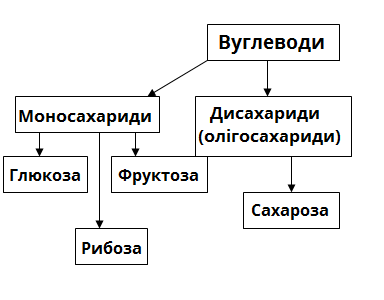 Вуглеводи
Моносахариди
Дисахариди
(олігосахариди)
Глюкоза
Фруктоза
Сахароза
Рибоза